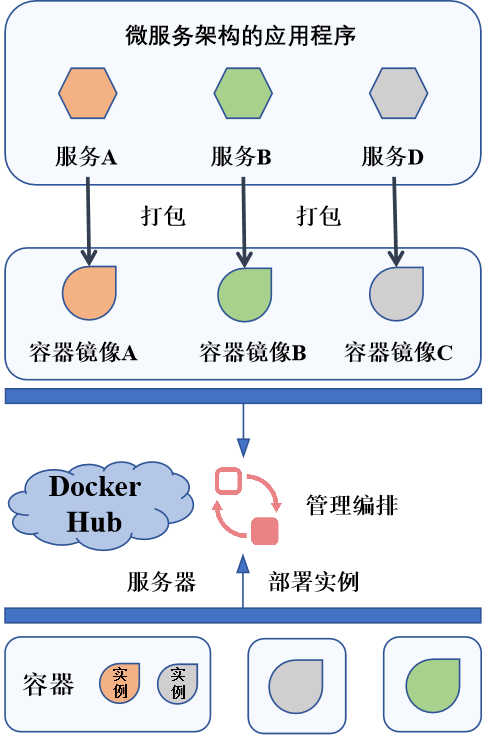 微服务架构的应用程序
服务A 服务B 服务D
打包 打包
容器镜像A 容器镜像B 容器镜像C
Docker
Hub
管理编排
服务器 部署实例
容器 实例 实例